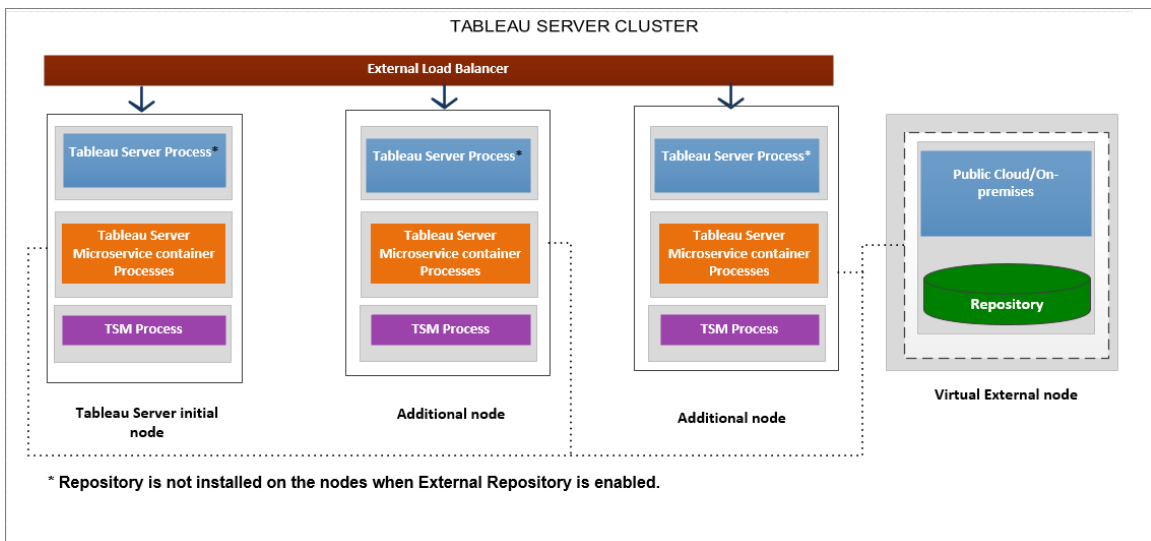 TABLEAU SERVER CLUSTER
External Load Balancer
Tableau Server Process*
Tableau Server
Microservice container
Processes
TSM Process
Tableau Server initial
node
Tableau Server Process*
Tableau Server
Microservice container
Processes
TSM Process
Additional node
Tableau Server Process*
Tableau Server
Microservice container
Processes
TSM Process
Additional node
Public Cloud/On-
premises
Repository
Virtual External node
* Repository is not installed on the nodes when External Repository is enabled.